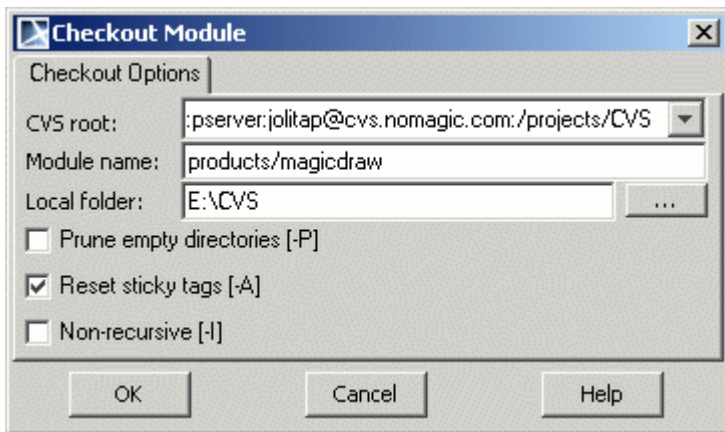 Checkout Module
Checkout Options
CVS root: :pserver:jolitap@cvs.nomagic.com:/projects/CVS
Module name: products/magicdraw
Local folder: E:\CVS ...
Prune empty directories [-P]
Reset sticky tags [-A]
Non-recursive [-l]
OK Cancel Help